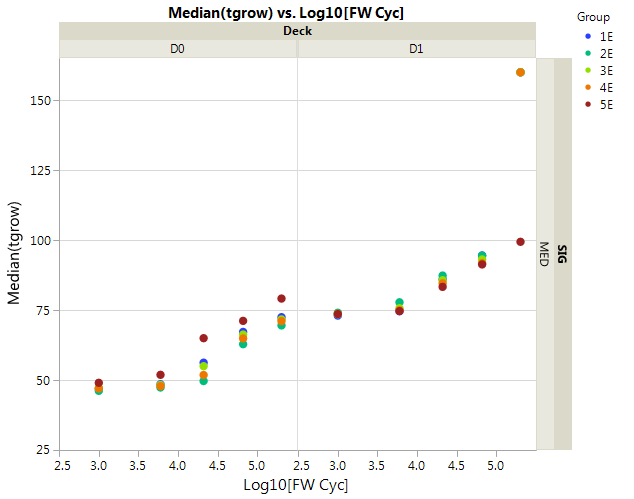 Median(tgrow) vs. Log10[FW Cyc]
Deck
D0 D1
Group
1E
2E
3E
4E
5E
150
125
100
75
50
25
Median(tgrow)
MED
SIG
2.5 3.0 3.5 4.0 4.5 5.0 2.5 3.0 3.5 4.0 4.5 5.0
Log10[FW Cyc]